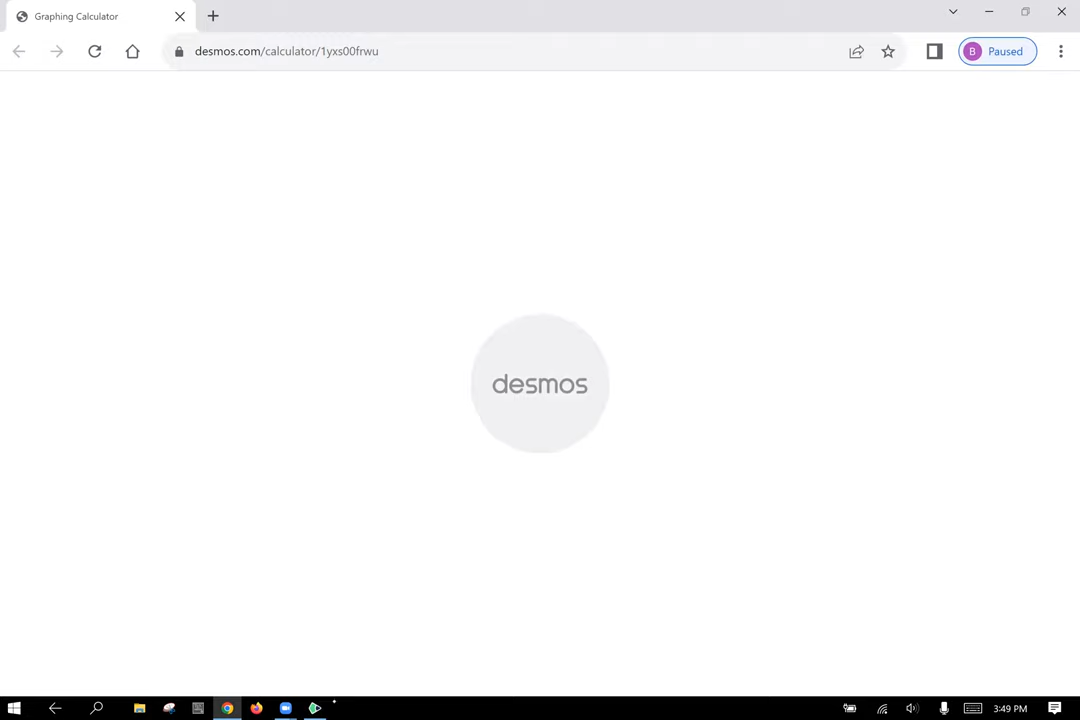 Graphing Calculator
desmos.com/calculator/1yxs00frwu
B Paused
desmos
3:49 PM